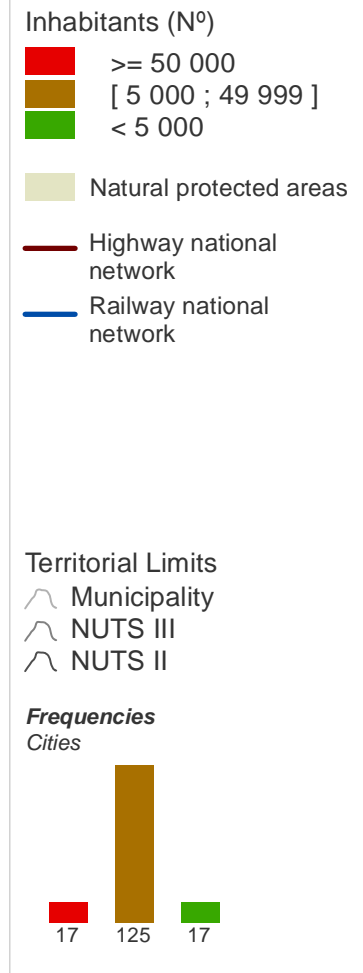 Inhabitants (Nº)
>= 50 000
[ 5 000 ; 49 999 ]
< 5 000
Natural protected areas
Highway national
network
Railway national
network
Territorial Limits
Municipality
NUTS III
NUTS II
Frequencies
Cities
17 125 17